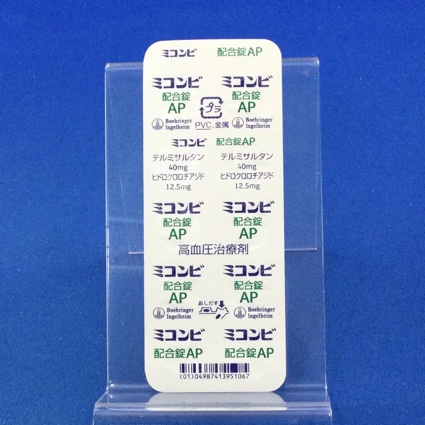 ミコンビ 配合錠AP
ミコンビ ミコンビ
配合錠 配合錠
AP AP
プラ
Boehringer Ingelheim Boehringer Ingelheim
PVC,金属
ミコンビ 配合錠AP
テルミサルタン テルミサルタン
40mg 40mg
ヒドロクロロチアジド ヒドロクロロチアジド
12.5mg 12.5mg
ミコンビ ミコンビ
配合錠 配合錠
AP AP
高血圧治療剤
ミコンビ ミコンビ
配合錠 配合錠
AP AP
おしだす
Boehringer Ingelheim Boehringer Ingelheim
ミコンビ ミコンビ
配合錠AP 配合錠AP
(01)04987413951067